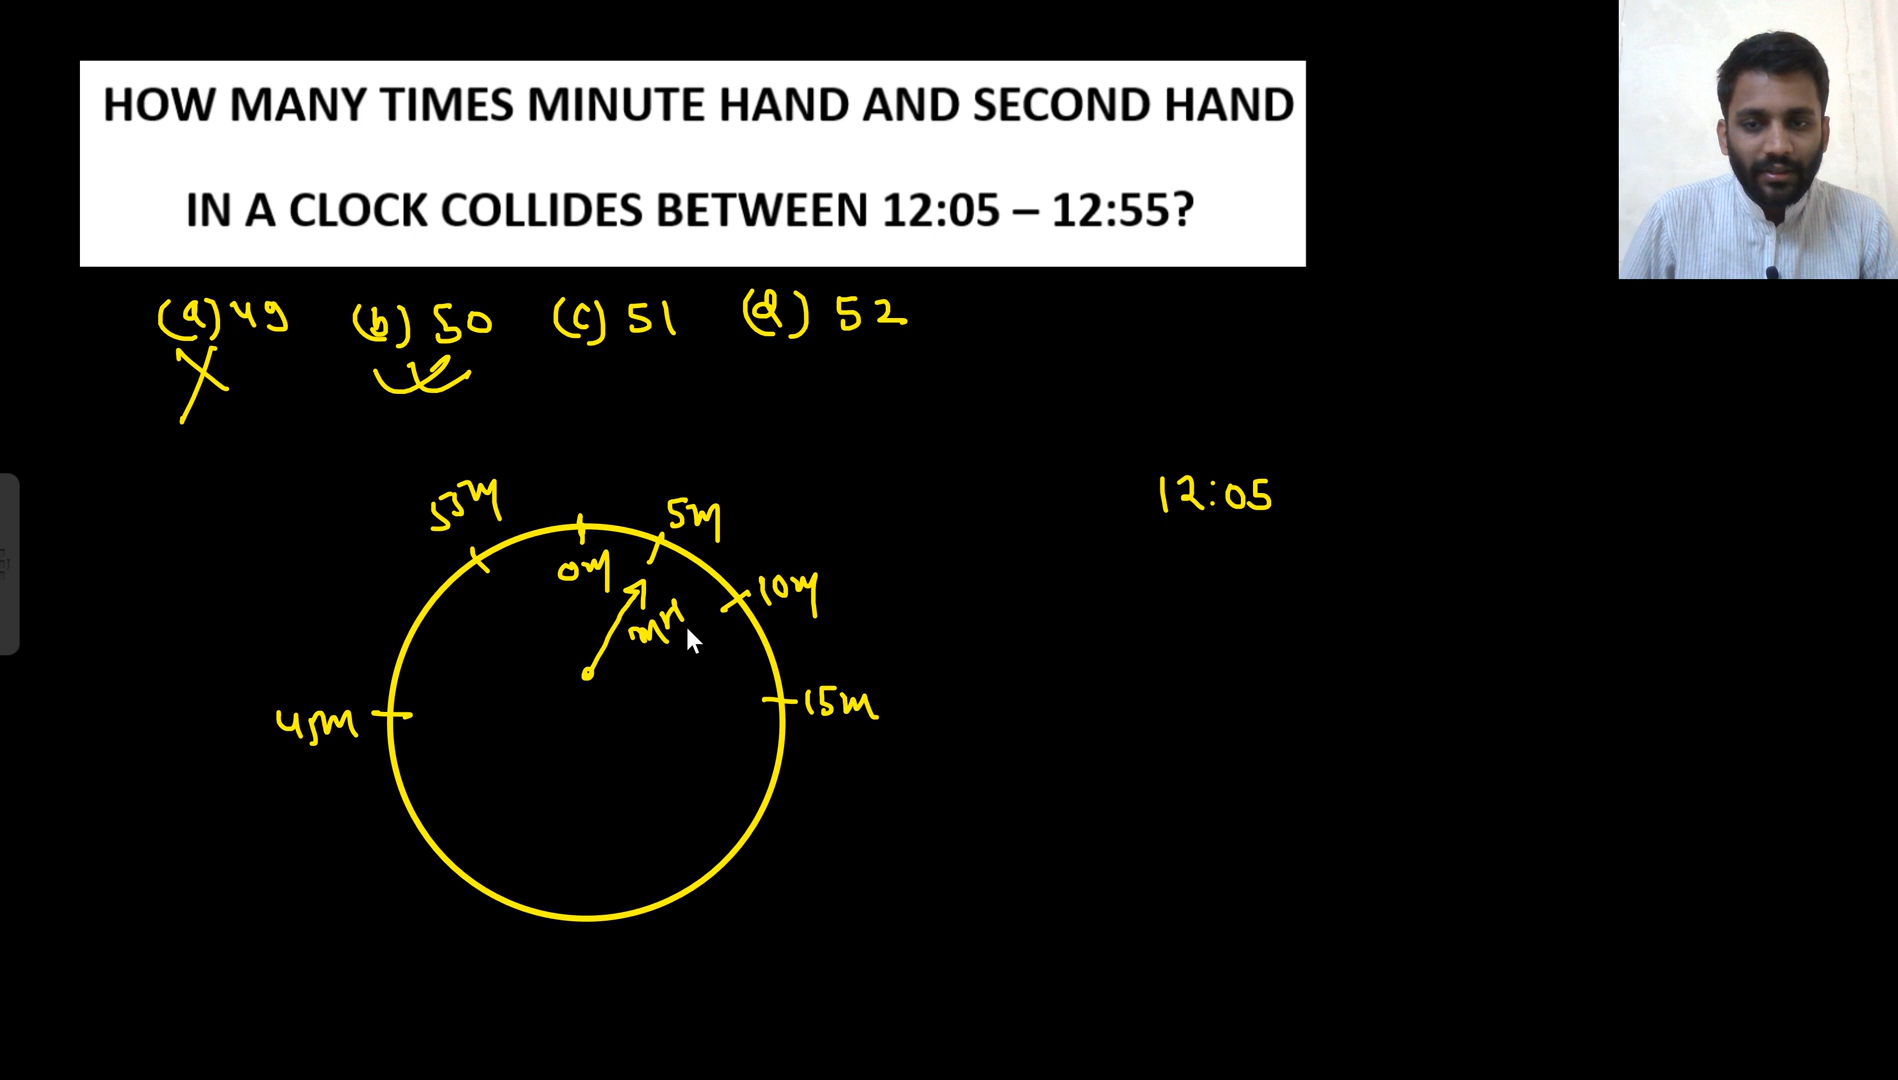 HOW MANY TIMES MINUTE HAND AND SECOND HAND
IN A CLOCK COLLIDES BETWEEN 12:05 – 12:55?
(a) 49 (b) 50 (c) 51 (d) 52
12:05
55M
5M
0M
10M
MH
45M
15M